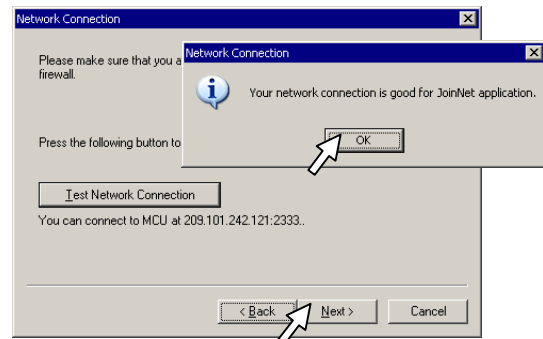 Network Connection
Please make sure that you a
firewall.
Network Connection
Your network connection is good for JoinNet application.
OK
Press the following button to
Test Network Connection
You can connect to MCU at 209.101.242.121:2333..
< Back
Next >
Cancel